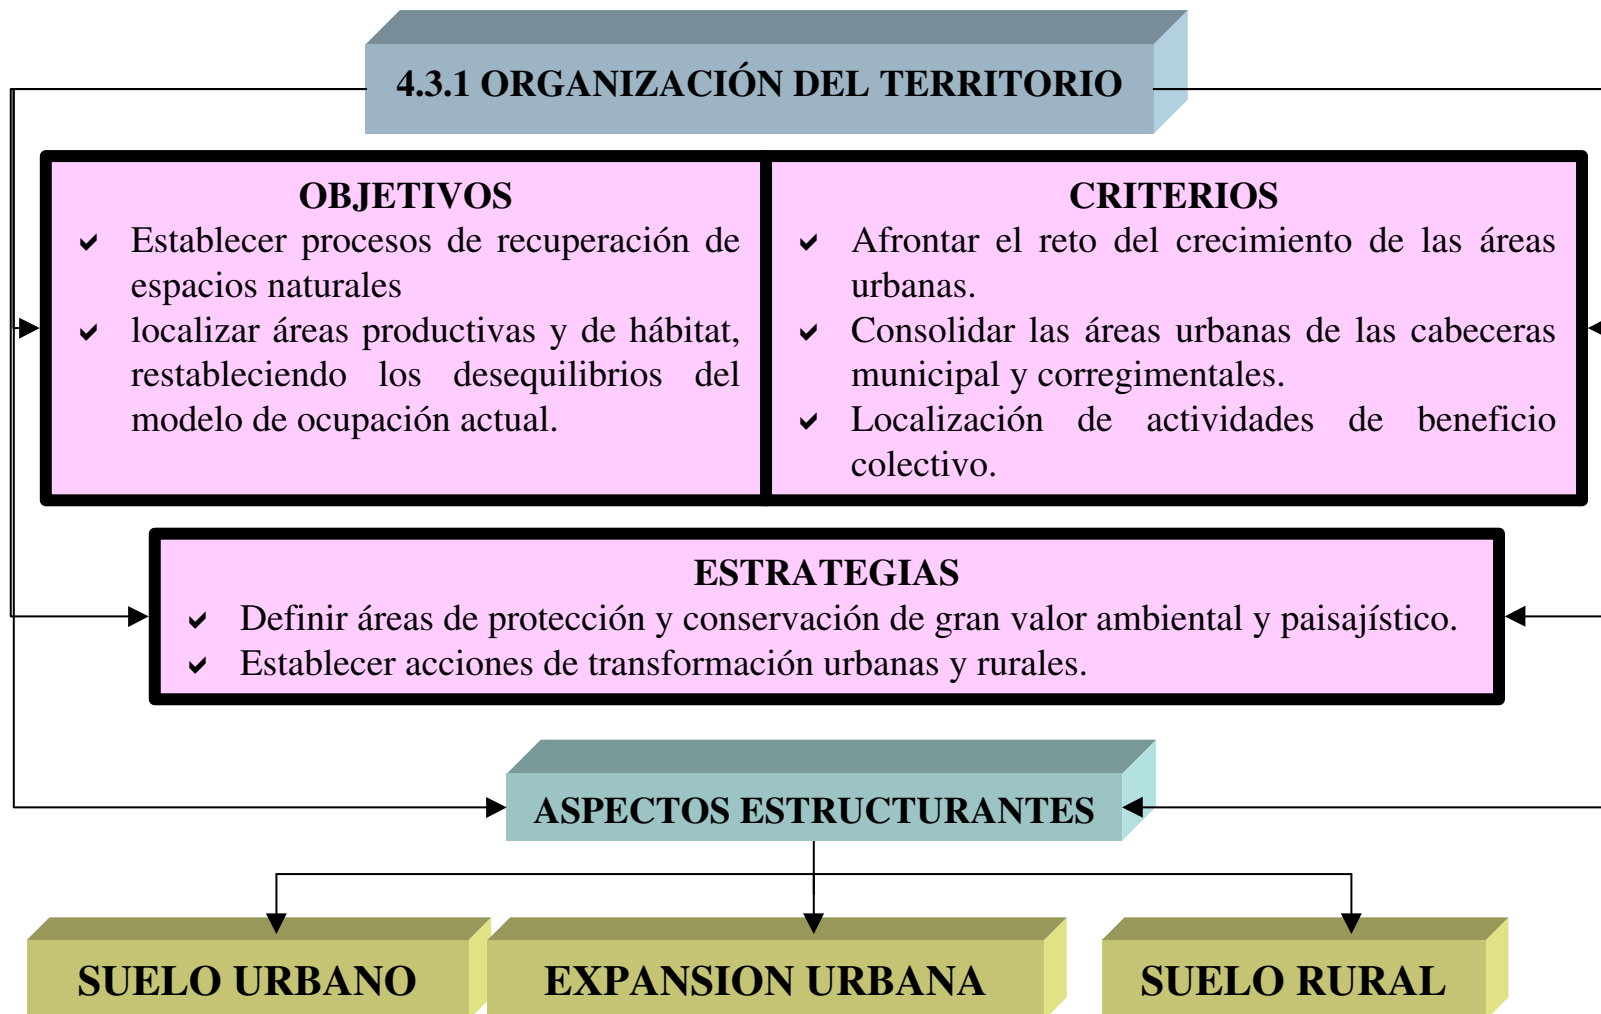 4.3.1 ORGANIZACIÓN DEL TERRITORIO
OBJETIVOS
Establecer procesos de recuperación de
espacios naturales
localizar áreas productivas y de hábitat,
restableciendo los desequilibrios del
modelo de ocupación actual.
CRITERIOS
Afrontar el reto del crecimiento de las áreas
urbanas.
Consolidar las áreas urbanas de las cabeceras
municipal y corregimentales.
Localización de actividades de beneficio
colectivo.
ESTRATEGIAS
Definir áreas de protección y conservación de gran valor ambiental y paisajístico.
Establecer acciones de transformación urbanas y rurales.
ASPECTOS ESTRUCTURANTES
SUELO URBANO
EXPANSION URBANA
SUELO RURAL